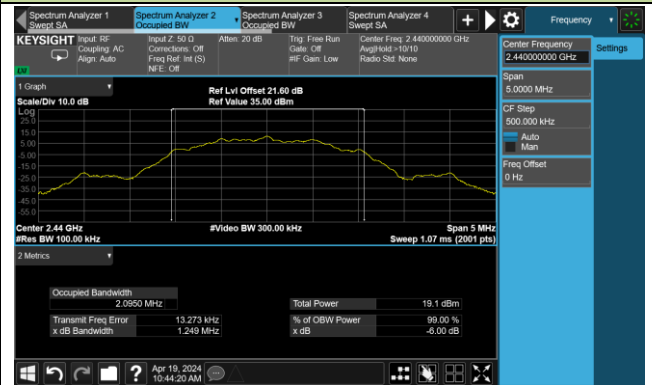 Spectrum Analyzer 1
Swept SA
Spectrum Analyzer 2
Occupied BW
Spectrum Analyzer 3
Occupied BW
Spectrum Analyzer 4
Swept SA
+
Frequency
KEYSIGHT
Input: RF
Coupling: AC
Align: Auto
Input Z: 50 Ω
Corrections: Off
Freq Ref: Int (S)
NFE: Off
Atten: 20 dB
Trig: Free Run
Gate: Off
#IF Gain: Low
Center Freq: 2.440000000 GHz
Avg|Hold >10/10
Radio Std: None
Center Frequency
2.440000000 GHz
Settings
Span
5.0000 MHz
CF Step
500.000 kHz
Auto
Man
Freq Offset
0 Hz
1 Graph
Ref Lvl Offset 21.60 dB
Scale/Div 10.0 dB
Ref Value 35.00 dBm
Log
25.0
15.0
5.00
-5.00
-15.0
-25.0
-35.0
-45.0
-55.0
Center 2.44 GHz
#Video BW 300.00 kHz
Span 5 MHz
#Res BW 100.00 kHz
Sweep 1.07 ms (2001 pts)
2 Metrics
Occupied Bandwidth
2.0950 MHz
Total Power 19.1 dBm
Transmit Freq Error 13.273 kHz
% of OBW Power 99.00 %
x dB Bandwidth 1.249 MHz
x dB -6.00 dB
?
Apr 19, 2024
10:44:20 AM